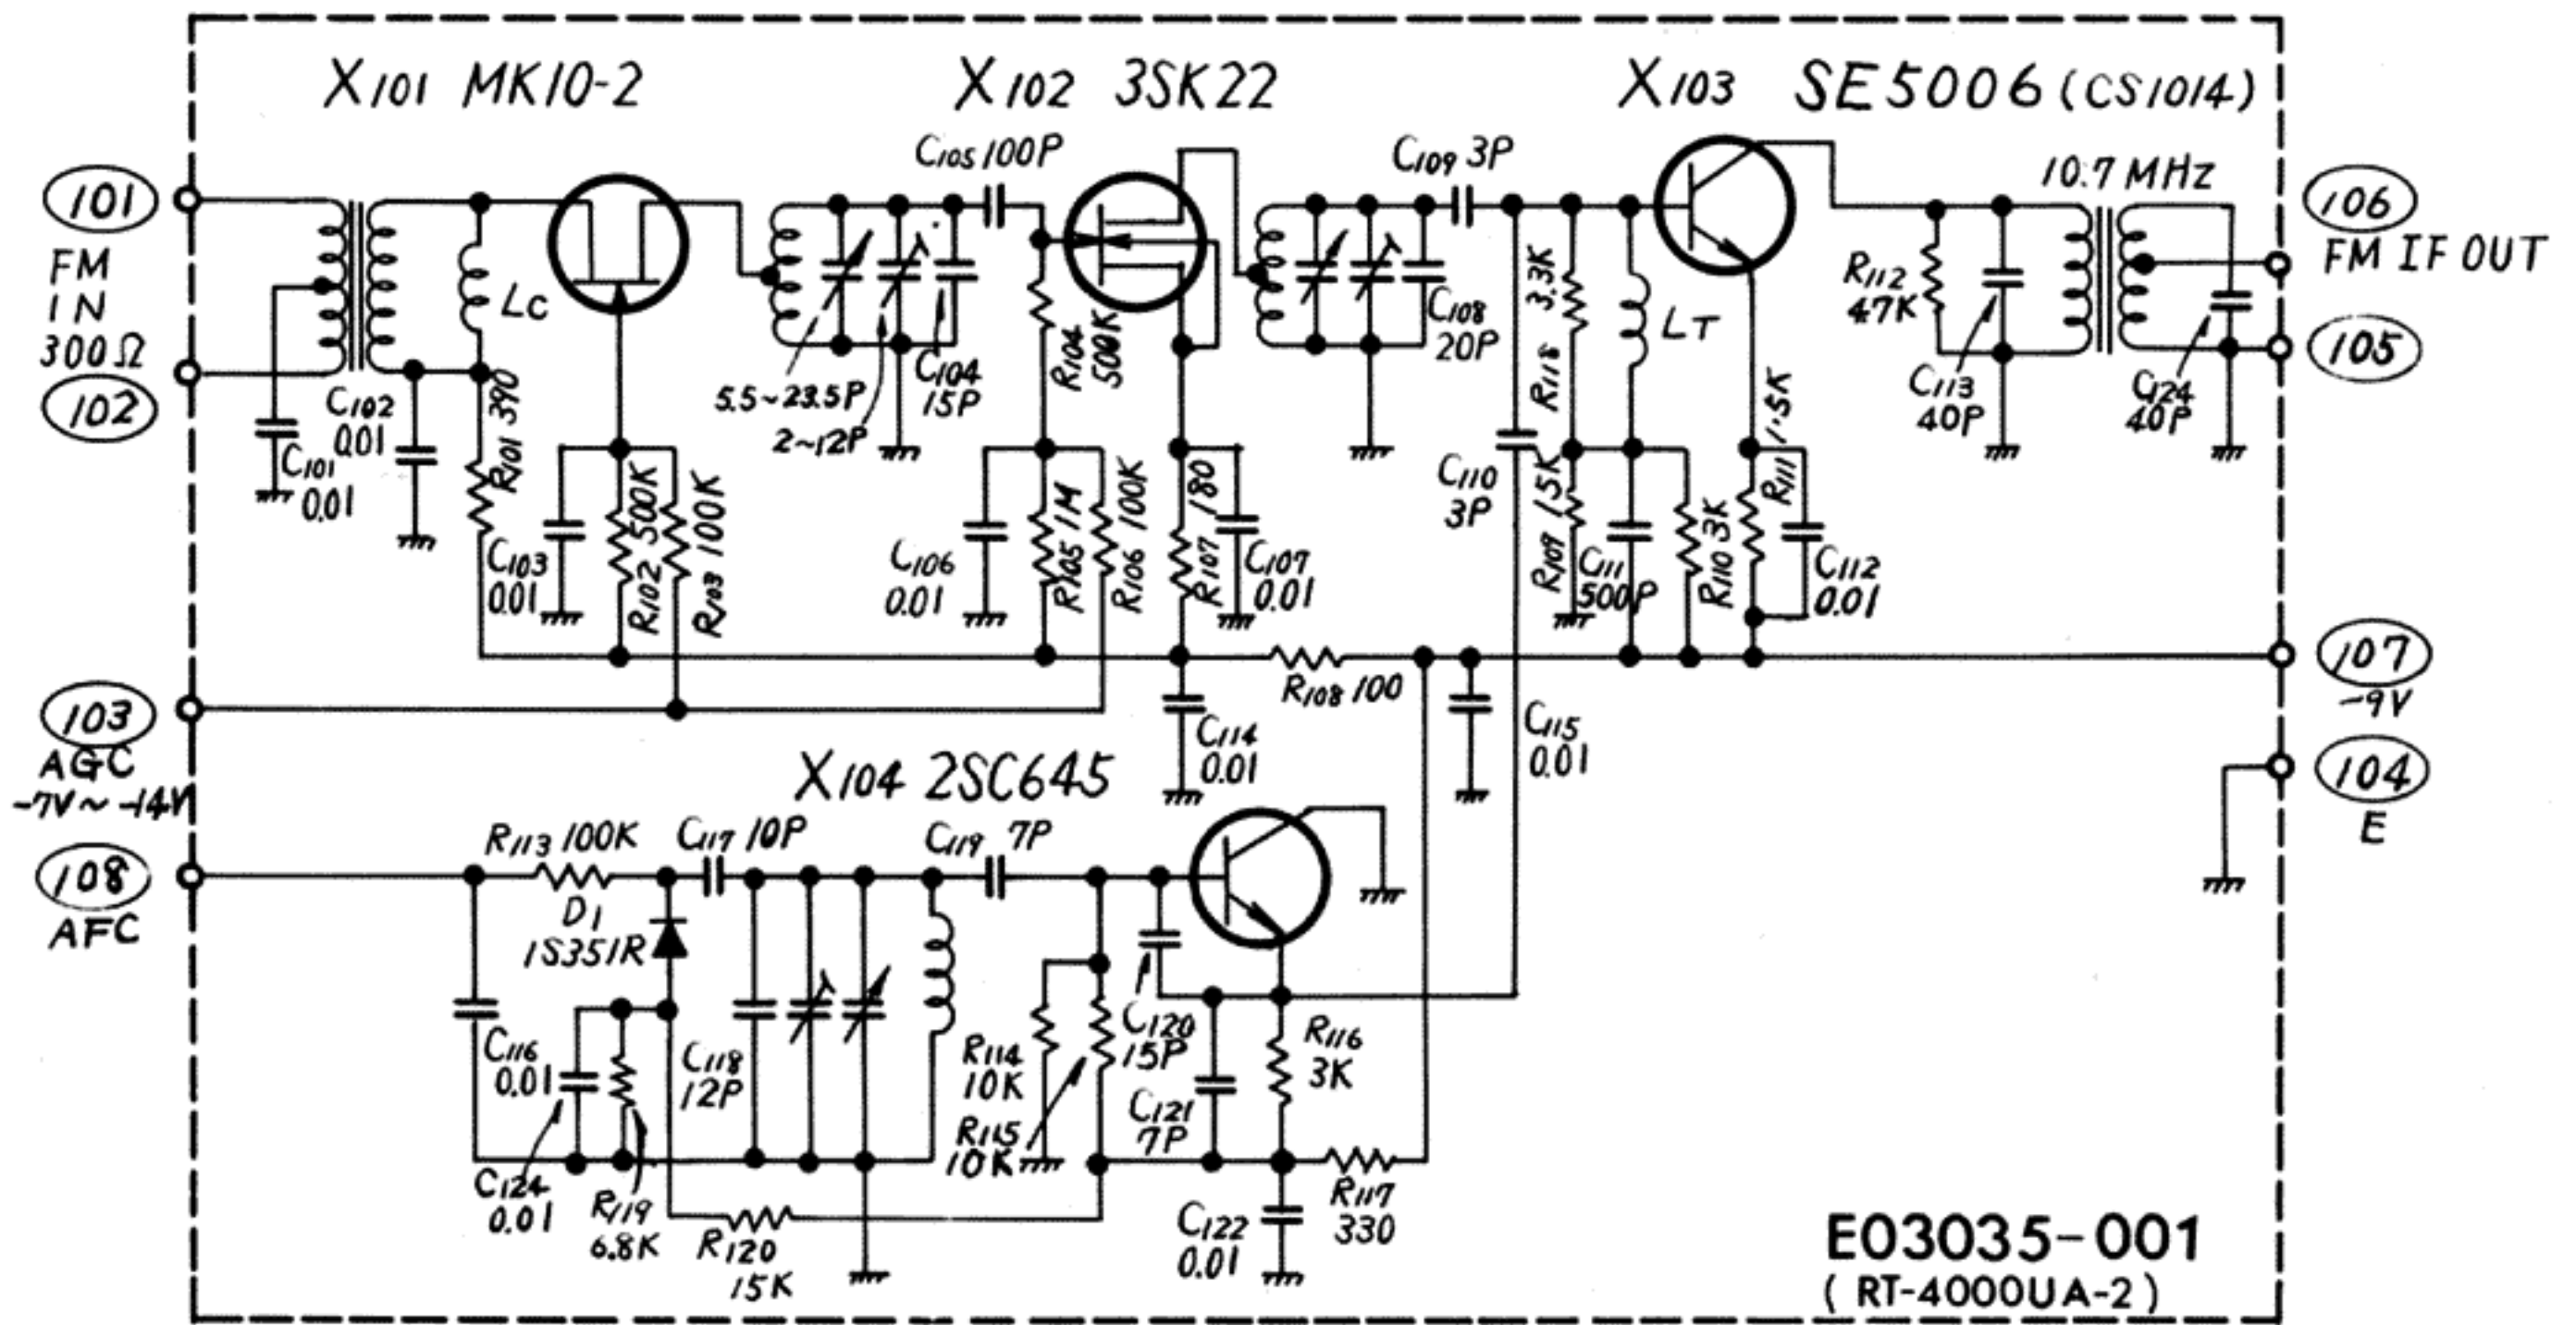 X101 MK10-2
X102 3SK22
X103 SE5006 (CS1014)
101
FM
IN
300Ω
102
C101
0.01
C102
0.01
LC
R101 390
C103
0.01
R102 500K
R103 100K
5.5~23.5P
2~12P
C104
15P
C105 100P
R104
500K
C106
0.01
R105 1M
R106 100K
R107 180
C107
0.01
C108
20P
C109 3P
C110
3P
R118 3.3K
LT
R109 15K
C111
500P
R110 3K
R111 1.5K
C112
0.01
R112
47K
C113
40P
10.7 MHz
C124
40P
106
FM IF OUT
105
107
-9V
104
E
103
AGC
-7V~-14V
R108 100
C114
0.01
C115
0.01
X104 2SC645
108
AFC
R113 100K
C117 10P
C119 7P
D1
1S351R
C116
0.01
C118
12P
R114
10K
R115
10K
C120
15P
C121
7P
R116
3K
C124
0.01
R119
6.8K
R120
15K
C122
0.01
R117
330
E03035-001
(RT-4000UA-2)